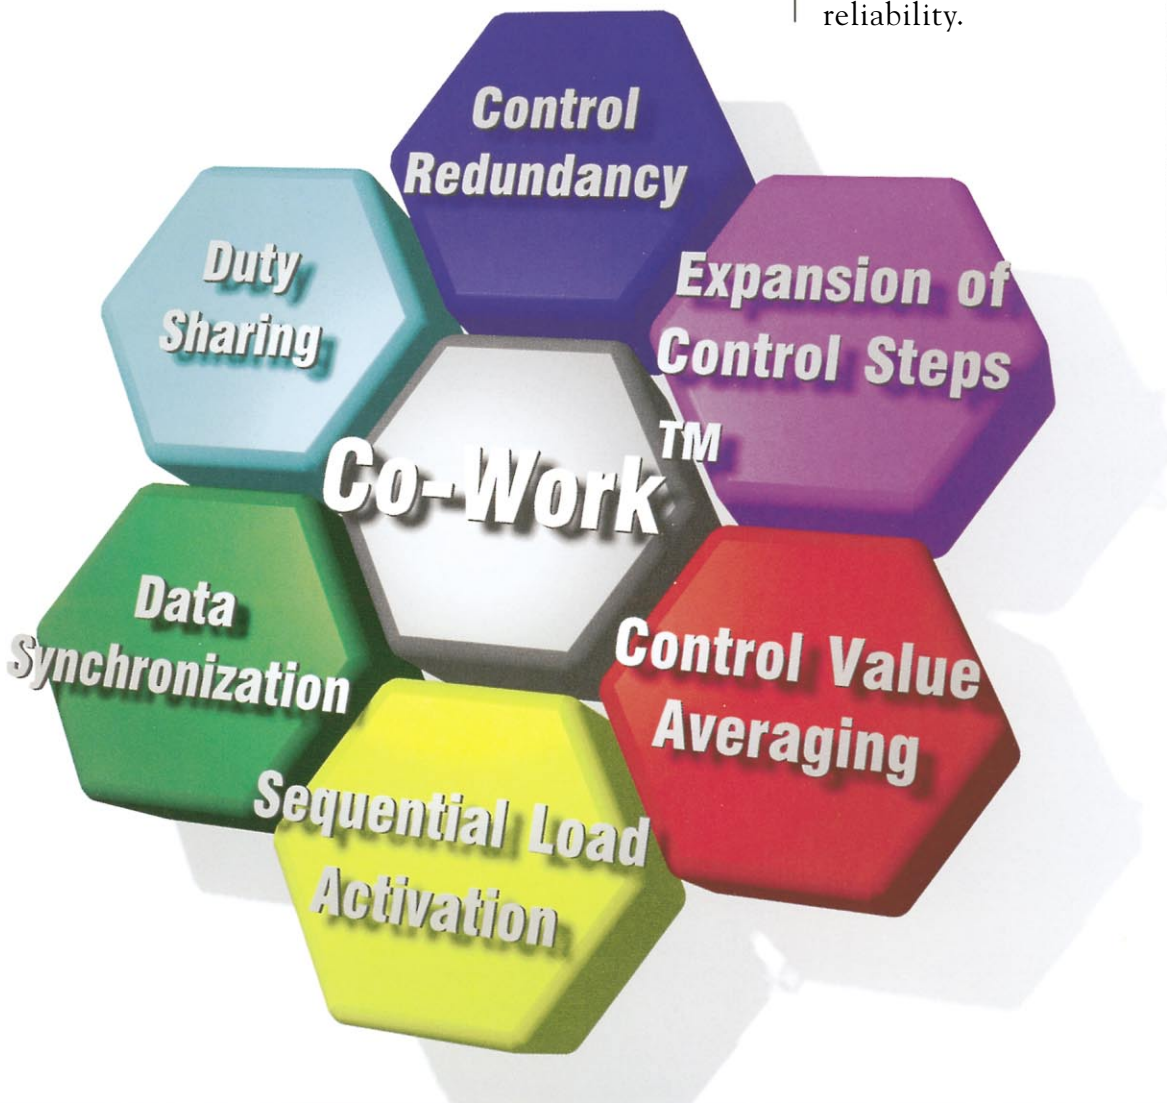 reliability.
Control
Redundancy
Duty
Sharing
Expansion of
Control Steps
Co-Work™
Data
Synchronization
Control Value
Averaging
Sequential Load
Activation